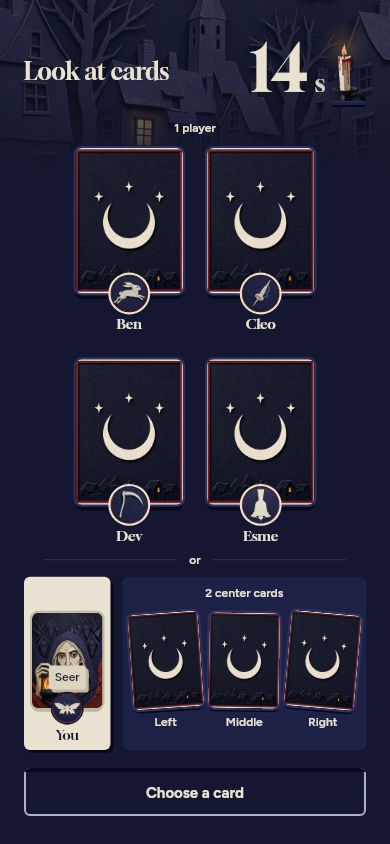 Look at cards
14 s
1 player
Ben
Cleo
Dev
Esme
or
2 center cards
Seer
You
Left
Middle
Right
Choose a card